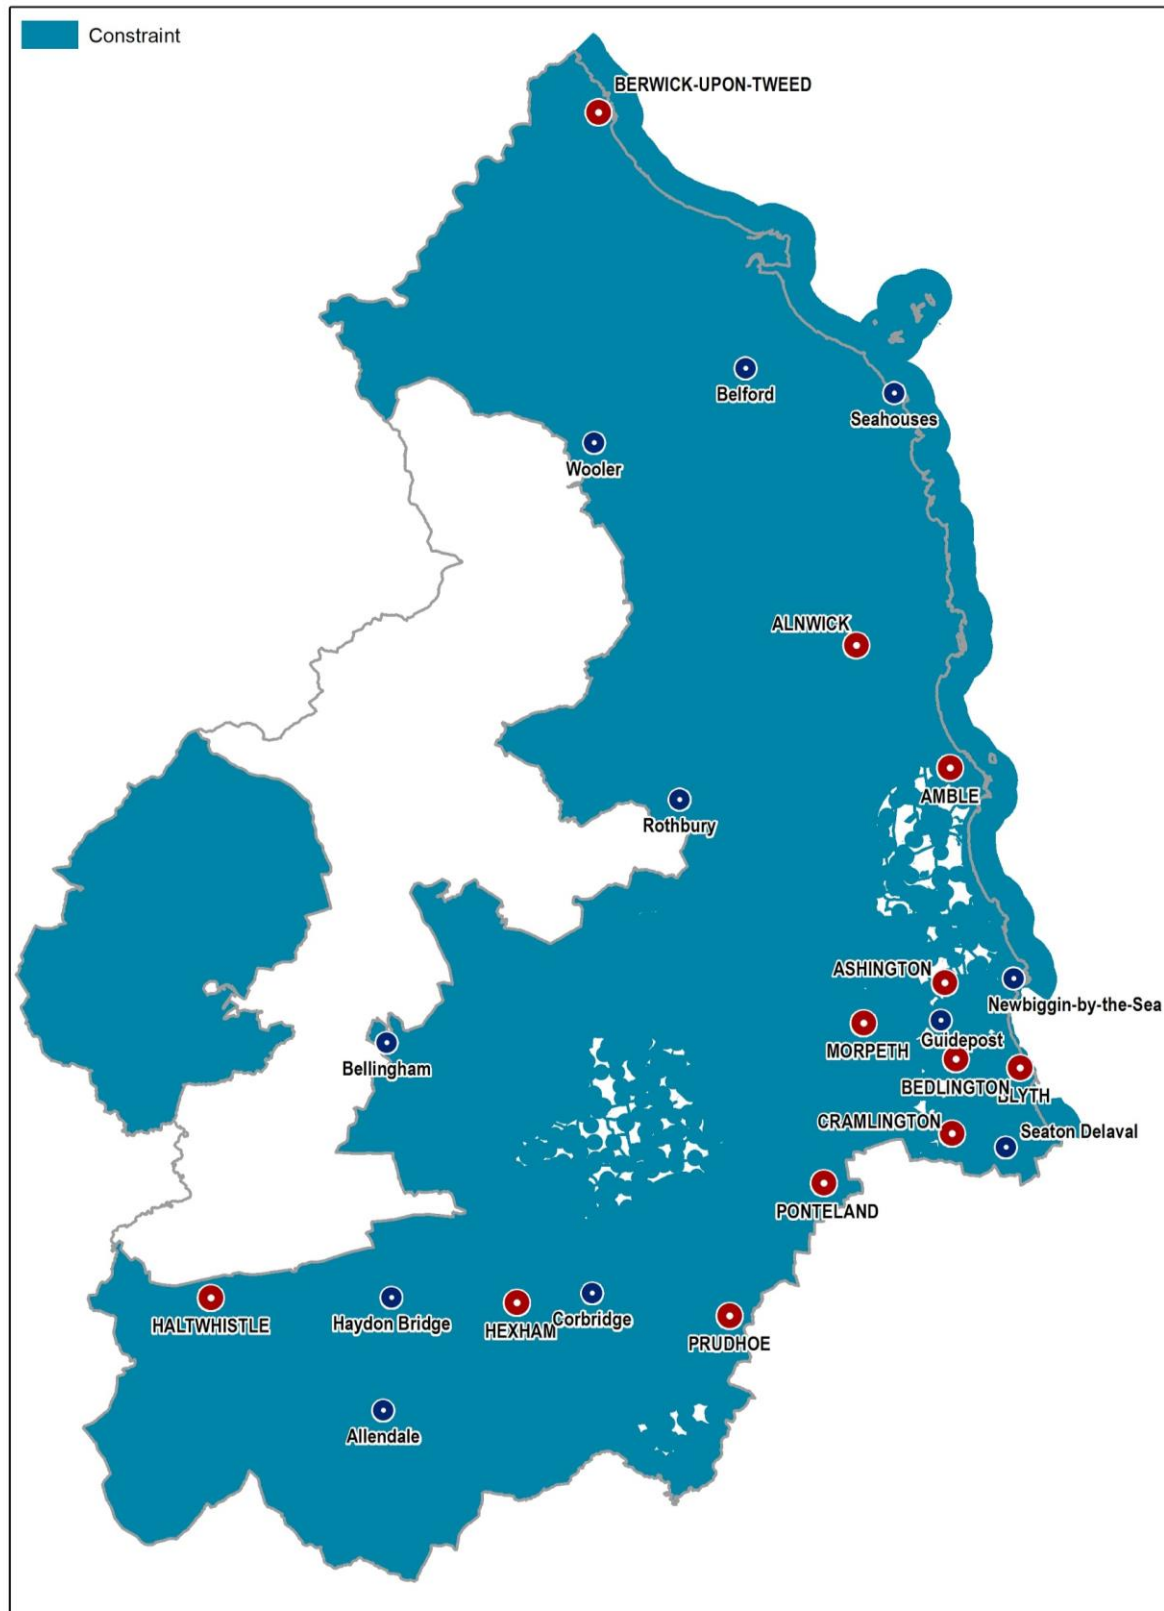 Constraint
BERWICK-UPON-TWEED
Belford
Seahouses
Wooler
ALNWICK
AMBLE
Rothbury
ASHINGTON
Newbiggin-by-the-Sea
Guidepost
MORPETH
Bellingham
BEDLINGTON
BLYTH
CRAMLINGTON
Seaton Delaval
PONTELAND
HALTWHISTLE
Haydon Bridge
HEXHAM
Corbridge
PRUDHOE
Allendale